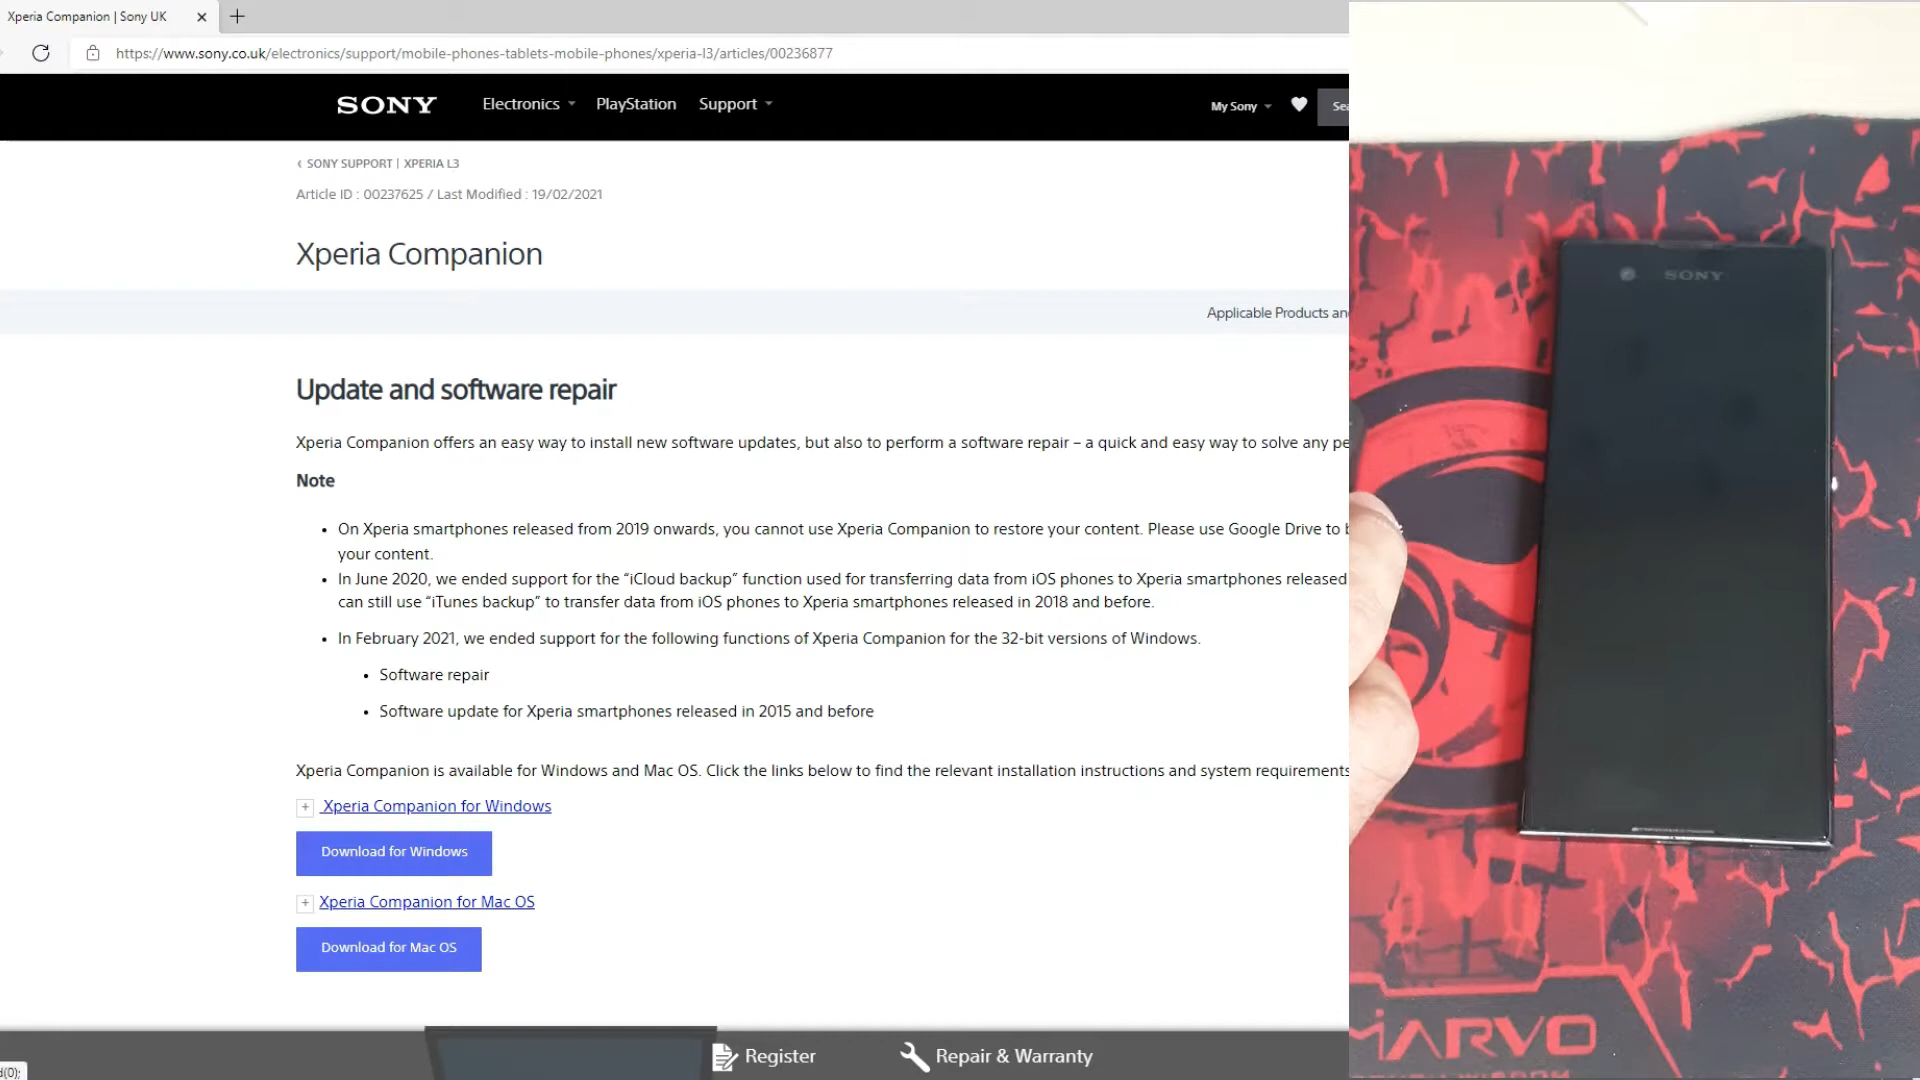 Xperia Companion | Sony UK
https://www.sony.co.uk/electronics/support/mobile-phones-tablets-mobile-phones/xperia-l3/articles/00236877
SONY Electronics PlayStation Support My Sony
SONY SUPPORT | XPERIA L3
Article ID : 00237625 / Last Modified : 19/02/2021
Xperia Companion
Applicable Products
Update and software repair
Xperia Companion offers an easy way to install new software updates, but also to perform a software repair – a quick and easy way to solve any
Note
• On Xperia smartphones released from 2019 onwards, you cannot use Xperia Companion to restore your content. Please use Google Drive to
your content.
• In June 2020, we ended support for the “iCloud backup” function used for transferring data from iOS phones to Xperia smartphones released
can still use “iTunes backup” to transfer data from iOS phones to Xperia smartphones released in 2018 and before.
• In February 2021, we ended support for the following functions of Xperia Companion for the 32-bit versions of Windows.
• Software repair
• Software update for Xperia smartphones released in 2015 and before
Xperia Companion is available for Windows and Mac OS. Click the links below to find the relevant installation instructions and system requirements
Xperia Companion for Windows
Download for Windows
Xperia Companion for Mac OS
Download for Mac OS
Register Repair & Warranty
d(0);
SONY
MARVO